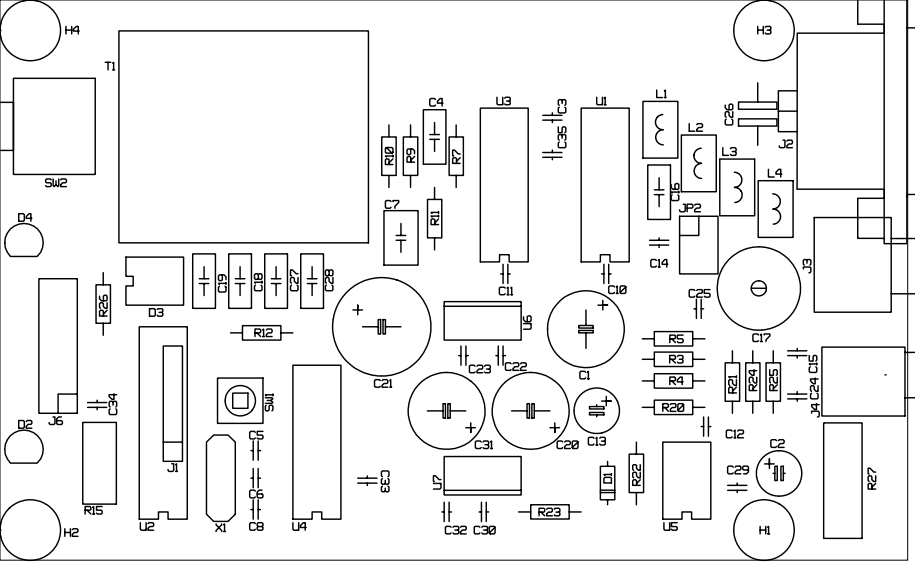 H4
H3
T1
L1
C4
U3
C3
U1
C26
L2
C35
J2
R10
R9
R7
L3
SW2
L4
C16
C7
R11
JP2
D4
C14
J3
C19
C18
C27
C28
C11
C10
R26
C25
D3
U6
R12
C17
R5
R3
C15
C23
C22
C1
C21
R4
R21
R24
R25
C24
SW1
C34
R20
J4
J6
D2
C5
C31
C20
C13
C12
C2
J1
C29
C33
U7
D1
R22
R27
C6
R15
U2
X1
C8
U4
R23
U5
H2
C32
C30
H1